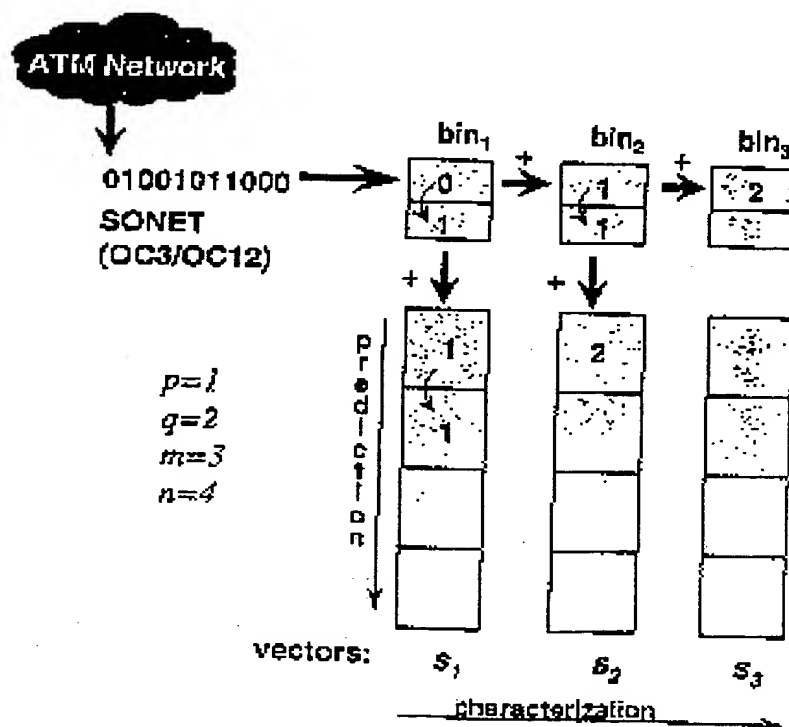 ATM Network
bin₁ bin₂ bin₃
+ +
01001011000 0 1 2
SONET 1 1
(OC3/OC12)
+ +
prediction
1 2
p=1
q=2 1
m=3
n=4
vectors: s₁ s₂ s₃
characterization